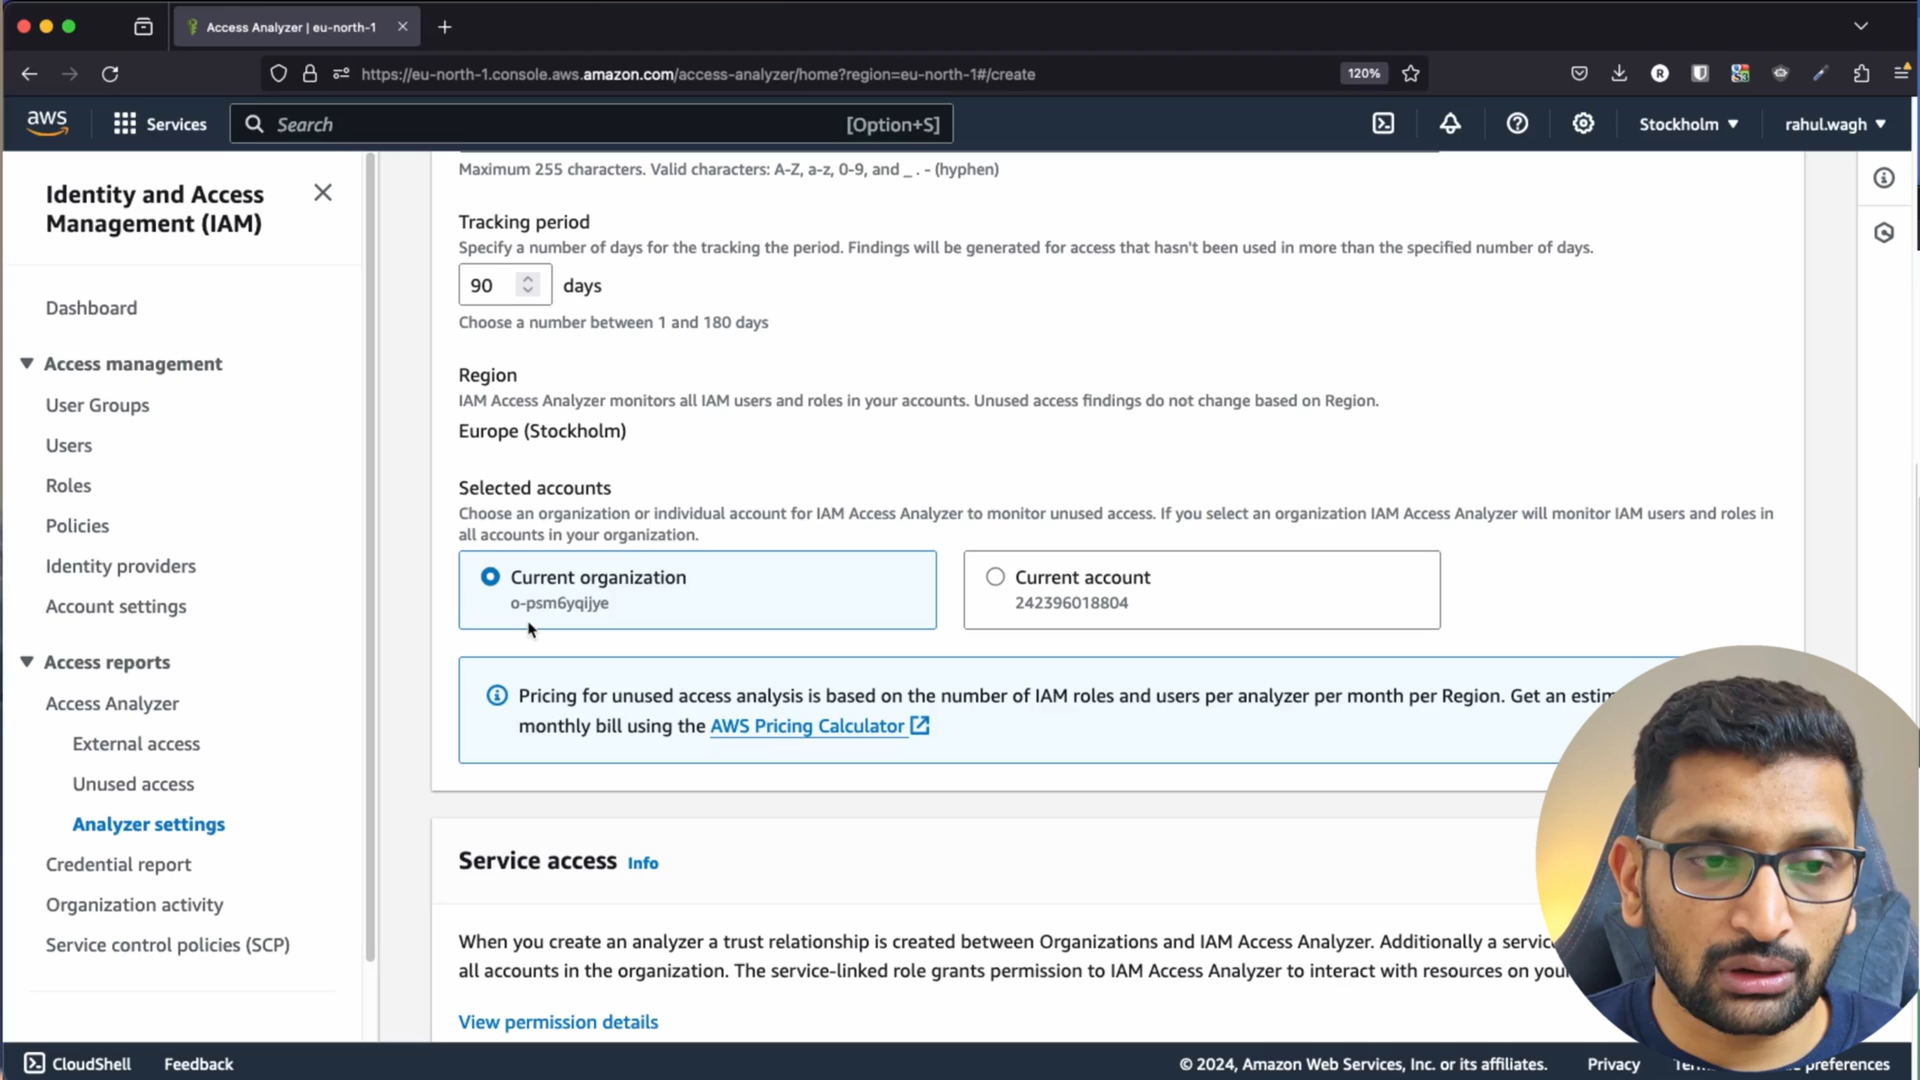 Access Analyzer | eu-north-1
https://eu-north-1.console.aws.amazon.com/access-analyzer/home?region=eu-north-1#/create
120%
R
aws
Services
Search
[Option+S]
Stockholm
rahul.wagh
Identity and Access
Management (IAM)
Dashboard
Access management
User Groups
Users
Roles
Policies
Identity providers
Account settings
Access reports
Access Analyzer
External access
Unused access
Analyzer settings
Credential report
Organization activity
Service control policies (SCP)
Maximum 255 characters. Valid characters: A-Z, a-z, 0-9, and _ . - (hyphen)
Tracking period
Specify a number of days for the tracking the period. Findings will be generated for access that hasn't been used in more than the specified number of days.
90
days
Choose a number between 1 and 180 days
Region
IAM Access Analyzer monitors all IAM users and roles in your accounts. Unused access findings do not change based on Region.
Europe (Stockholm)
Selected accounts
Choose an organization or individual account for IAM Access Analyzer to monitor unused access. If you select an organization IAM Access Analyzer will monitor IAM users and roles in
all accounts in your organization.
Current organization
o-psm6yqijye
Current account
242396018804
Pricing for unused access analysis is based on the number of IAM roles and users per analyzer per month per Region. Get an
monthly bill using the AWS Pricing Calculator
Service access Info
When you create an analyzer a trust relationship is created between Organizations and IAM Access Analyzer. Additionally a
all accounts in the organization. The service-linked role grants permission to IAM Access Analyzer to interact with resources on
View permission details
CloudShell
Feedback
© 2024, Amazon Web Services, Inc. or its affiliates.
Privacy
preferences